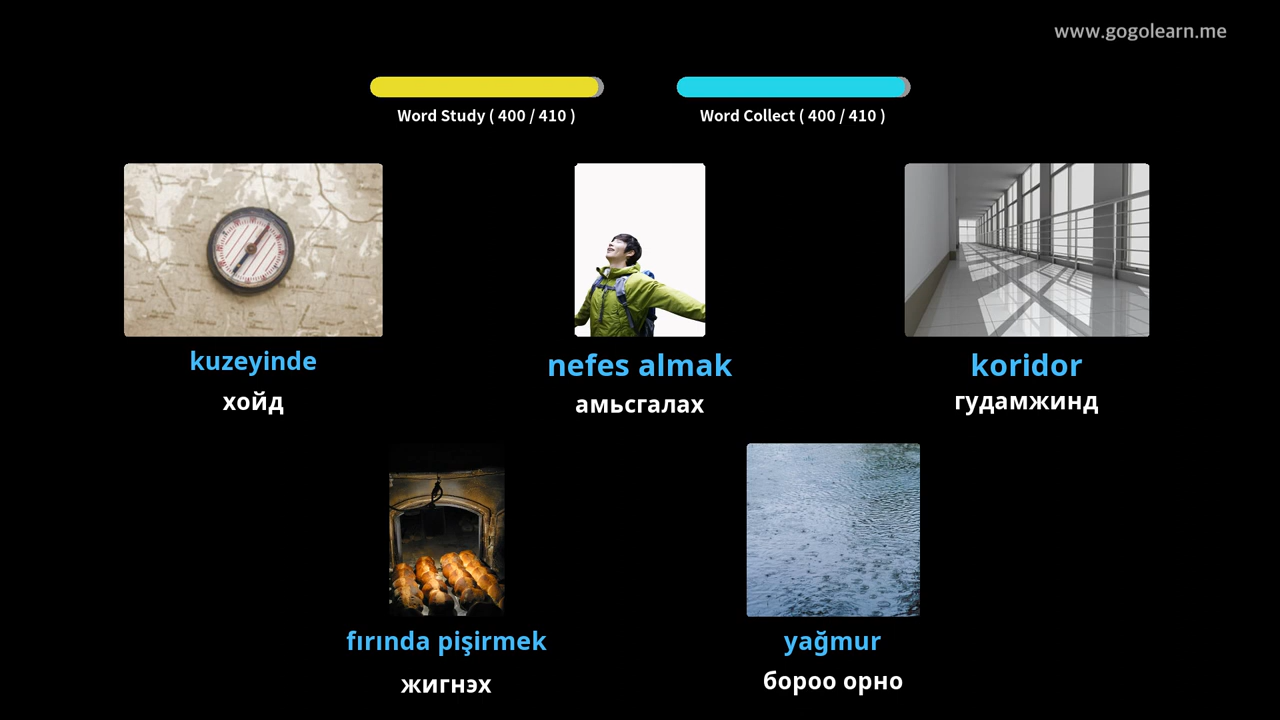 www.gogolearn.me
Word Study ( 400 / 410 )
Word Collect ( 400 / 410 )
kuzeyinde
хойд
nefes almak
амьсгалах
koridor
гудамжинд
fırında pişirmek
жигнэх
yağmur
бороо орно